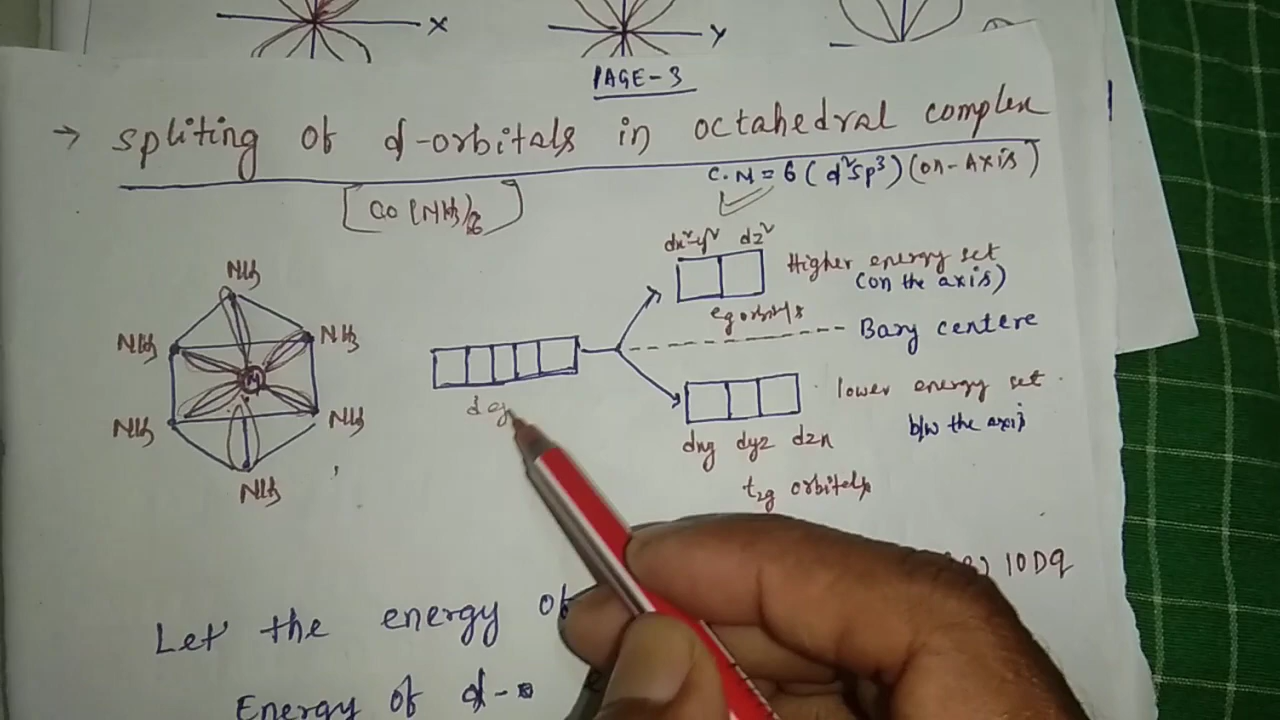 X
Y
PAGE-3
→ spliting of d-orbitals in octahedral complex
C.N = 6 (d²sp³) (on-Axis)
[Co(NH₃)₆]
dx²-y² dz²
Higher energy set
(on the axis)
eg orbitals
Bary centere
NH₃
NH₃
NH₃
M
NH₃
NH₃
NH₃
lower energy set
b/w the axis
dxy dyz dzx
t₂g orbitals
10Dq
Let the energy of
Energy of d-